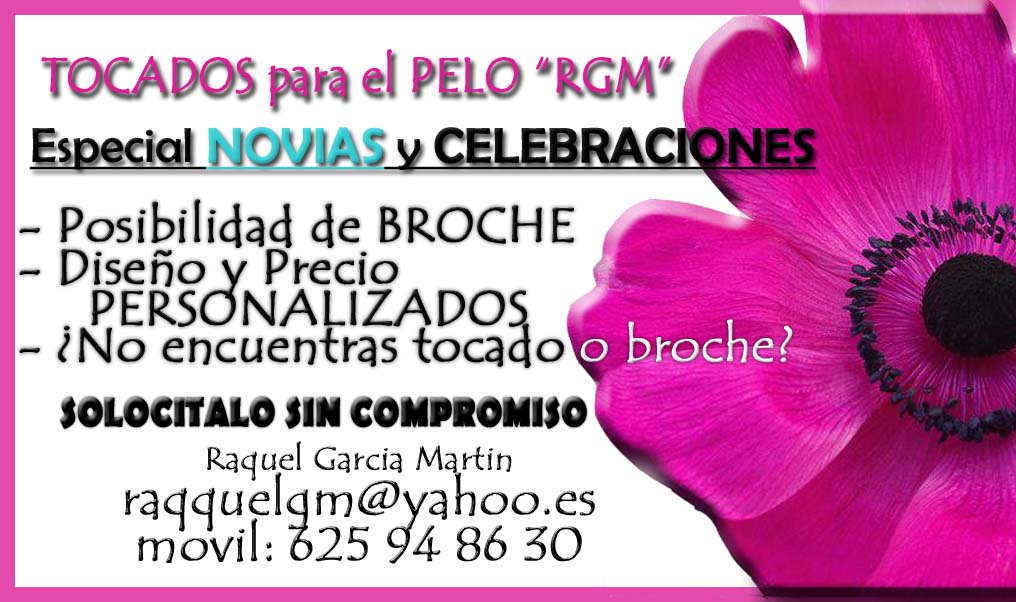 TOCADOS para el PELO “RGM”
Especial NOVIAS y CELEBRACIONES
- Posibilidad de BROCHE
- Diseño y Precio
PERSONALIZADOS
- ¿No encuentras tocado o broche?
SOLOCITALO SIN COMPROMISO
Raquel Garcia Martin
raqquelgm@yahoo.es
movil: 625 94 86 30